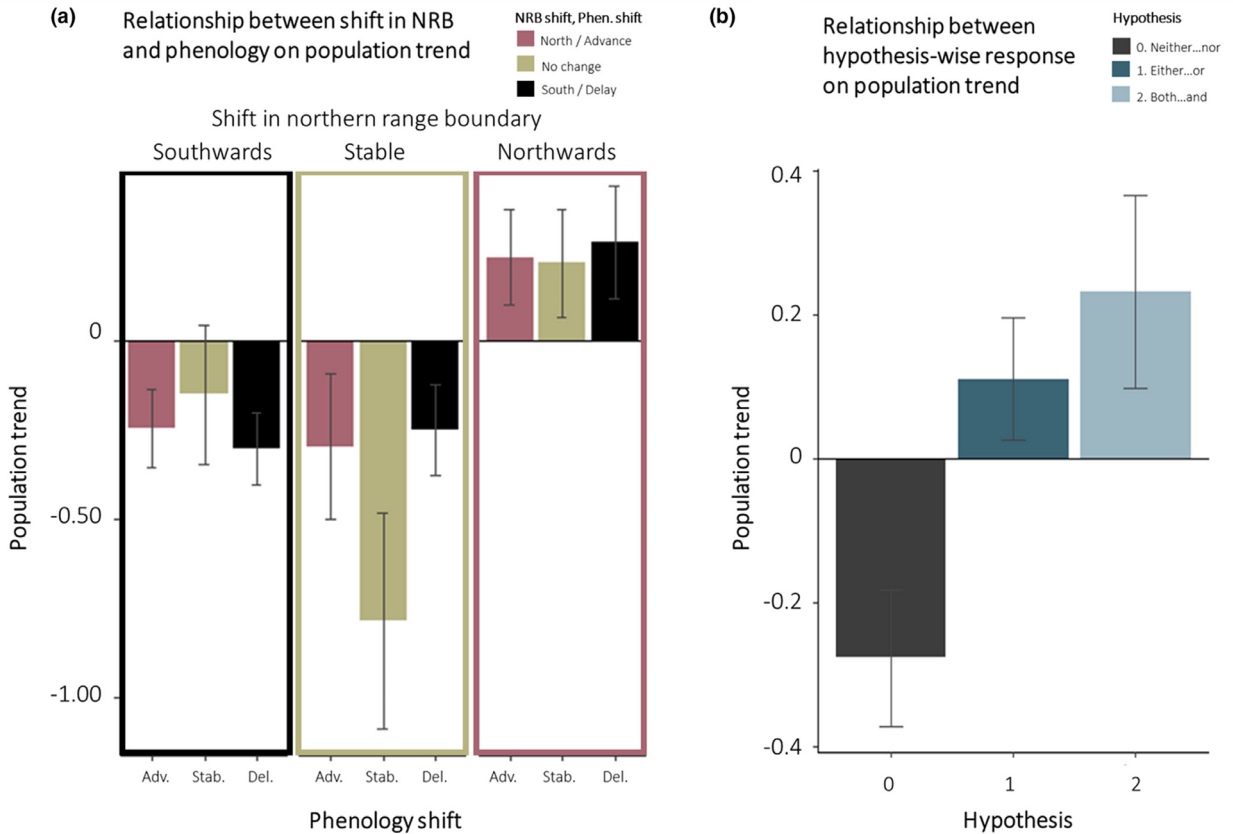 (a)
Relationship between shift in NRB
and phenology on population trend
NRB shift, Phen. shift
North / Advance
No change
South / Delay
Shift in northern range boundary
Southwards Stable Northwards
0
-0.50
-1.00
Population trend
Adv. Stab. Del. Adv. Stab. Del. Adv. Stab. Del.
Phenology shift
(b)
Relationship between
hypothesis-wise response
on population trend
Hypothesis
0. Neither...nor
1. Either...or
2. Both...and
0.4
0.2
0
-0.2
-0.4
Population trend
0 1 2
Hypothesis